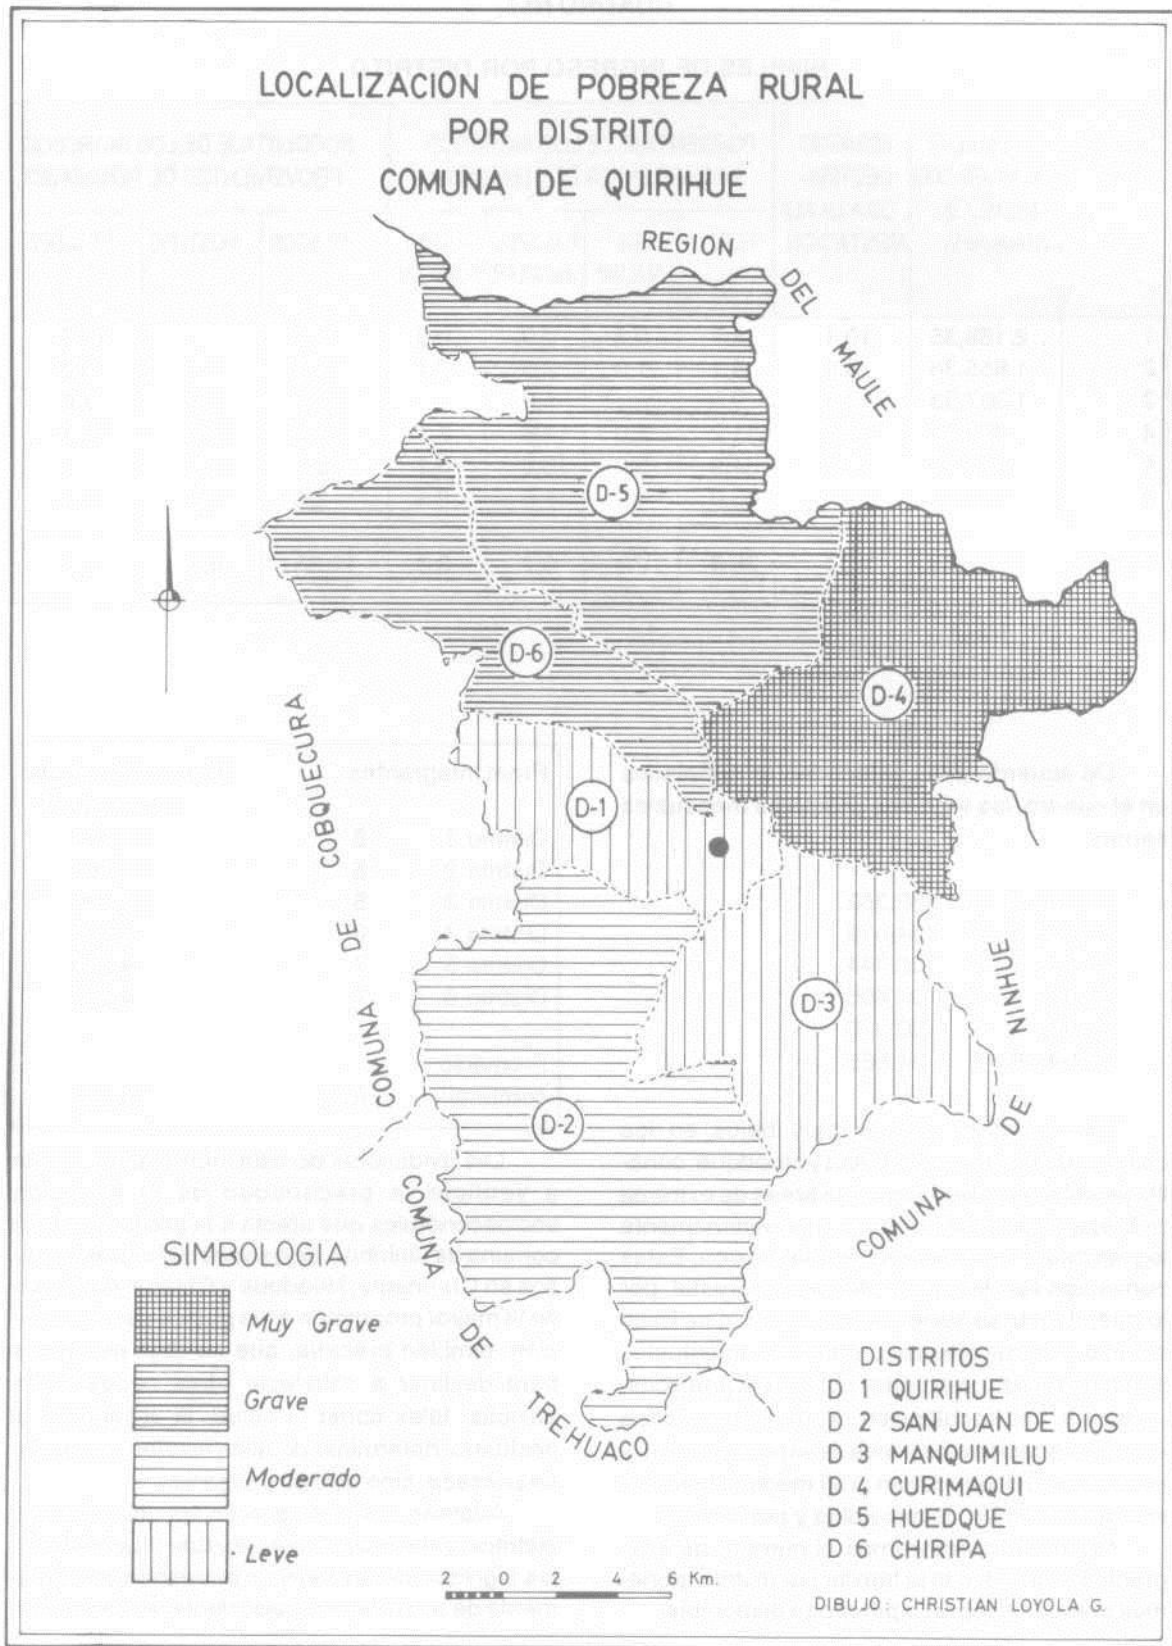 LOCALIZACION DE POBREZA RURAL
POR DISTRITO
COMUNA DE QUIRIHUE
REGION DEL MAULE
D-5
D-6
D-4
D-1
D-3
D-2
COMUNA DE COBQUECURA
COMUNA DE NINHUE
COMUNA DE TREHUACO
SIMBOLOGIA
Muy Grave
Grave
Moderado
Leve
DISTRITOS
D 1 QUIRIHUE
D 2 SAN JUAN DE DIOS
D 3 MANQUIMILIU
D 4 CURIMAQUI
D 5 HUEDQUE
D 6 CHIRIPA
2 0 2 4 6 Km.
DIBUJO : CHRISTIAN LOYOLA G.